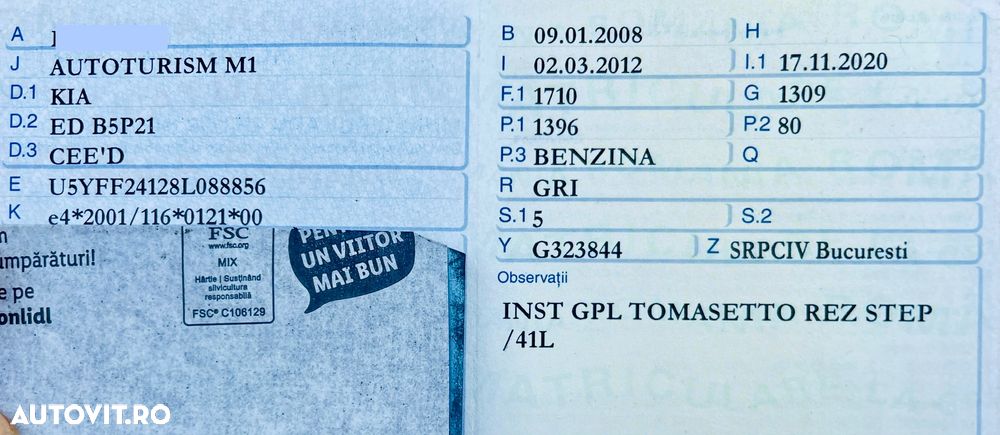 A
J AUTOTURISM M1
D.1 KIA
D.2 ED B5P21
D.3 CEE'D
E U5YFF24128L088856
K e4*2001/116*0121*00
B 09.01.2008 H
I 02.03.2012 I.1 17.11.2020
F.1 1710 G 1309
P.1 1396 P.2 80
P.3 BENZINA Q
R GRI
S.1 5 S.2
Y G323844 Z SRPCIV Bucuresti
Observații
INST GPL TOMASETTO REZ STEP
/41L
umpărături!
e pe
onlidl
FSC
www.fsc.org
MIX
Hârtie | Susținând
silvicultura
responsabilă
FSC® C106129
UN VIITOR
MAI BUN
AUTOVIT.RO